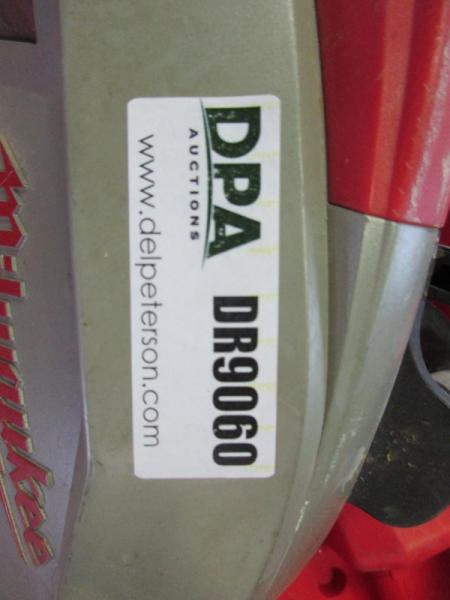 DPA
AUCTIONS
DR9060
www.delpeterson.com
Milwaukee